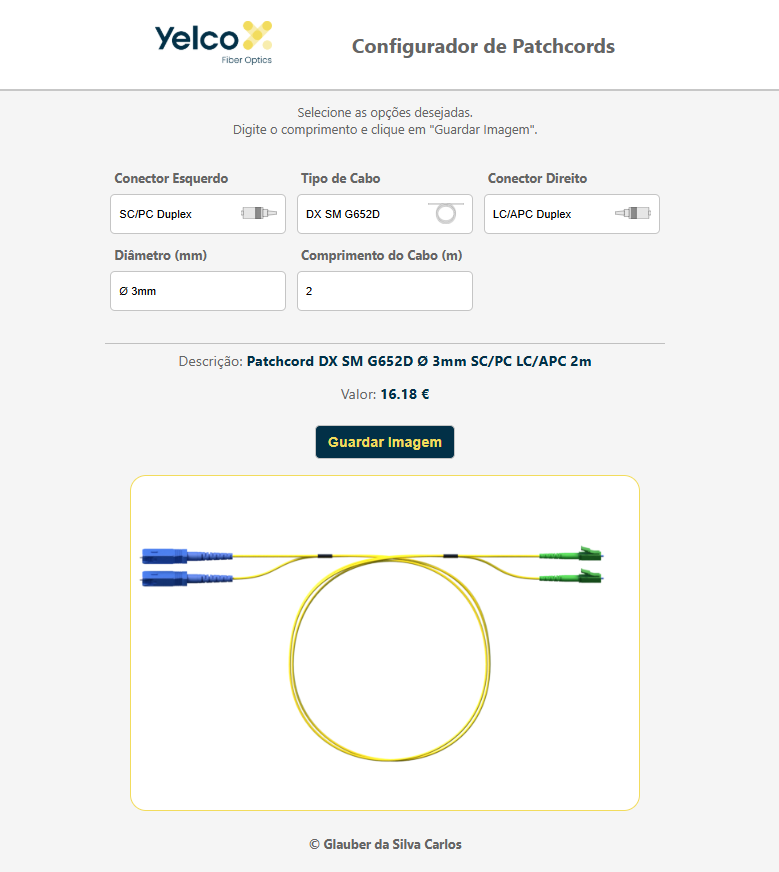 Yelco
Fiber Optics
Configurador de Patchcords
Selecione as opções desejadas.
Digite o comprimento e clique em "Guardar Imagem".
Conector Esquerdo
Tipo de Cabo
Conector Direito
SC/PC Duplex
DX SM G652D
LC/APC Duplex
Diâmetro (mm)
Comprimento do Cabo (m)
Ø 3mm
2
Descrição: Patchcord DX SM G652D Ø 3mm SC/PC LC/APC 2m
Valor: 16.18 €
Guardar Imagem
© Glauber da Silva Carlos